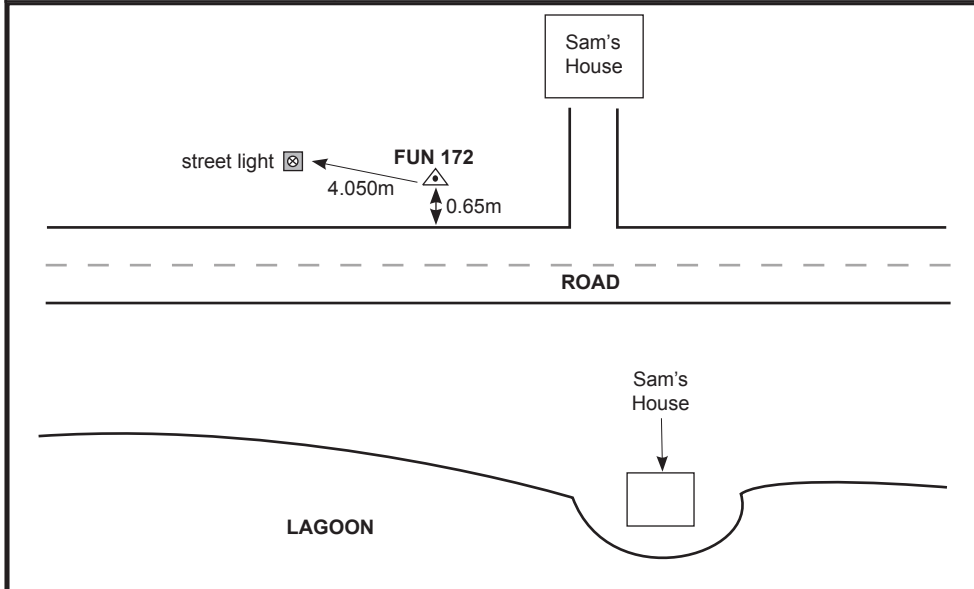 Sam's
House
street light
FUN 172
4.050m
0.65m
ROAD
Sam's
House
LAGOON